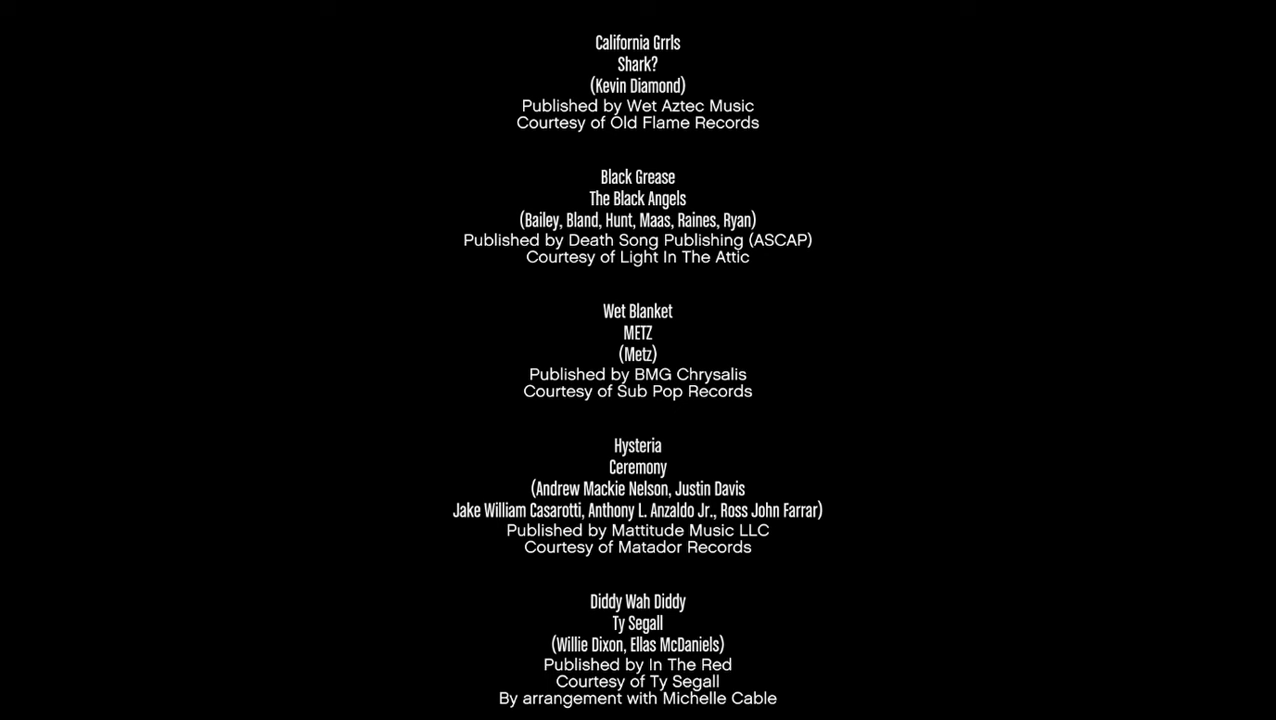 California Grrls
Shark?
(Kevin Diamond)
Published by Wet Aztec Music
Courtesy of Old Flame Records
Black Grease
The Black Angels
(Bailey, Bland, Hunt, Maas, Raines, Ryan)
Published by Death Song Publishing (ASCAP)
Courtesy of Light In The Attic
Wet Blanket
METZ
(Metz)
Published by BMG Chrysalis
Courtesy of Sub Pop Records
Hysteria
Ceremony
(Andrew Mackie Nelson, Justin Davis
Jake William Casarotti, Anthony L. Anzaldo Jr., Ross John Farrar)
Published by Mattitude Music LLC
Courtesy of Matador Records
Diddy Wah Diddy
Ty Segall
(Willie Dixon, Ellas McDaniels)
Published by In The Red
Courtesy of Ty Segall
By arrangement with Michelle Cable